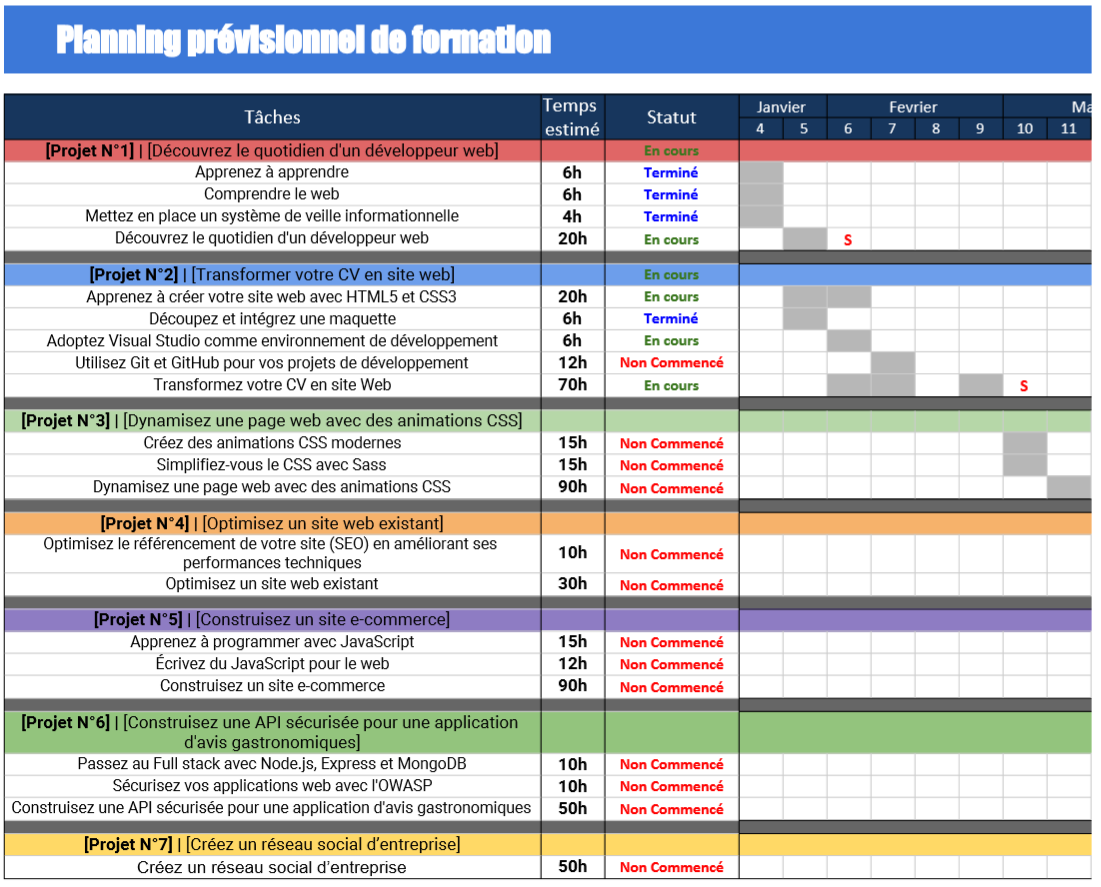 Planning prévisionnel de formation
Tâches Temps estimé Statut Janvier Fevrier Ma
4 5 6 7 8 9 10 11
[Projet N°1] | [Découvrez le quotidien d'un développeur web] En cours
Apprenez à apprendre 6h Terminé
Comprendre le web 6h Terminé
Mettez en place un système de veille informationnelle 4h Terminé
Découvrez le quotidien d'un développeur web 20h En cours S
[Projet N°2] | [Transformer votre CV en site web] En cours
Apprenez à créer votre site web avec HTML5 et CSS3 20h En cours
Découpez et intégrez une maquette 6h Terminé
Adoptez Visual Studio comme environnement de développement 6h En cours
Utilisez Git et GitHub pour vos projets de développement 12h Non Commencé
Transformez votre CV en site Web 70h En cours S
[Projet N°3] | [Dynamisez une page web avec des animations CSS]
Créez des animations CSS modernes 15h Non Commencé
Simplifiez-vous le CSS avec Sass 15h Non Commencé
Dynamisez une page web avec des animations CSS 90h Non Commencé
[Projet N°4] | [Optimisez un site web existant]
Optimisez le référencement de votre site (SEO) en améliorant ses
performances techniques 10h Non Commencé
Optimisez un site web existant 30h Non Commencé
[Projet N°5] | [Construisez un site e-commerce]
Apprenez à programmer avec JavaScript 15h Non Commencé
Écrivez du JavaScript pour le web 12h Non Commencé
Construisez un site e-commerce 90h Non Commencé
[Projet N°6] | [Construisez une API sécurisée pour une application
d'avis gastronomiques]
Passez au Full stack avec Node.js, Express et MongoDB 10h Non Commencé
Sécurisez vos applications web avec l'OWASP 10h Non Commencé
Construisez une API sécurisée pour une application d'avis gastronomiques 50h Non Commencé
[Projet N°7] | [Créez un réseau social d’entreprise]
Créez un réseau social d’entreprise 50h Non Commencé